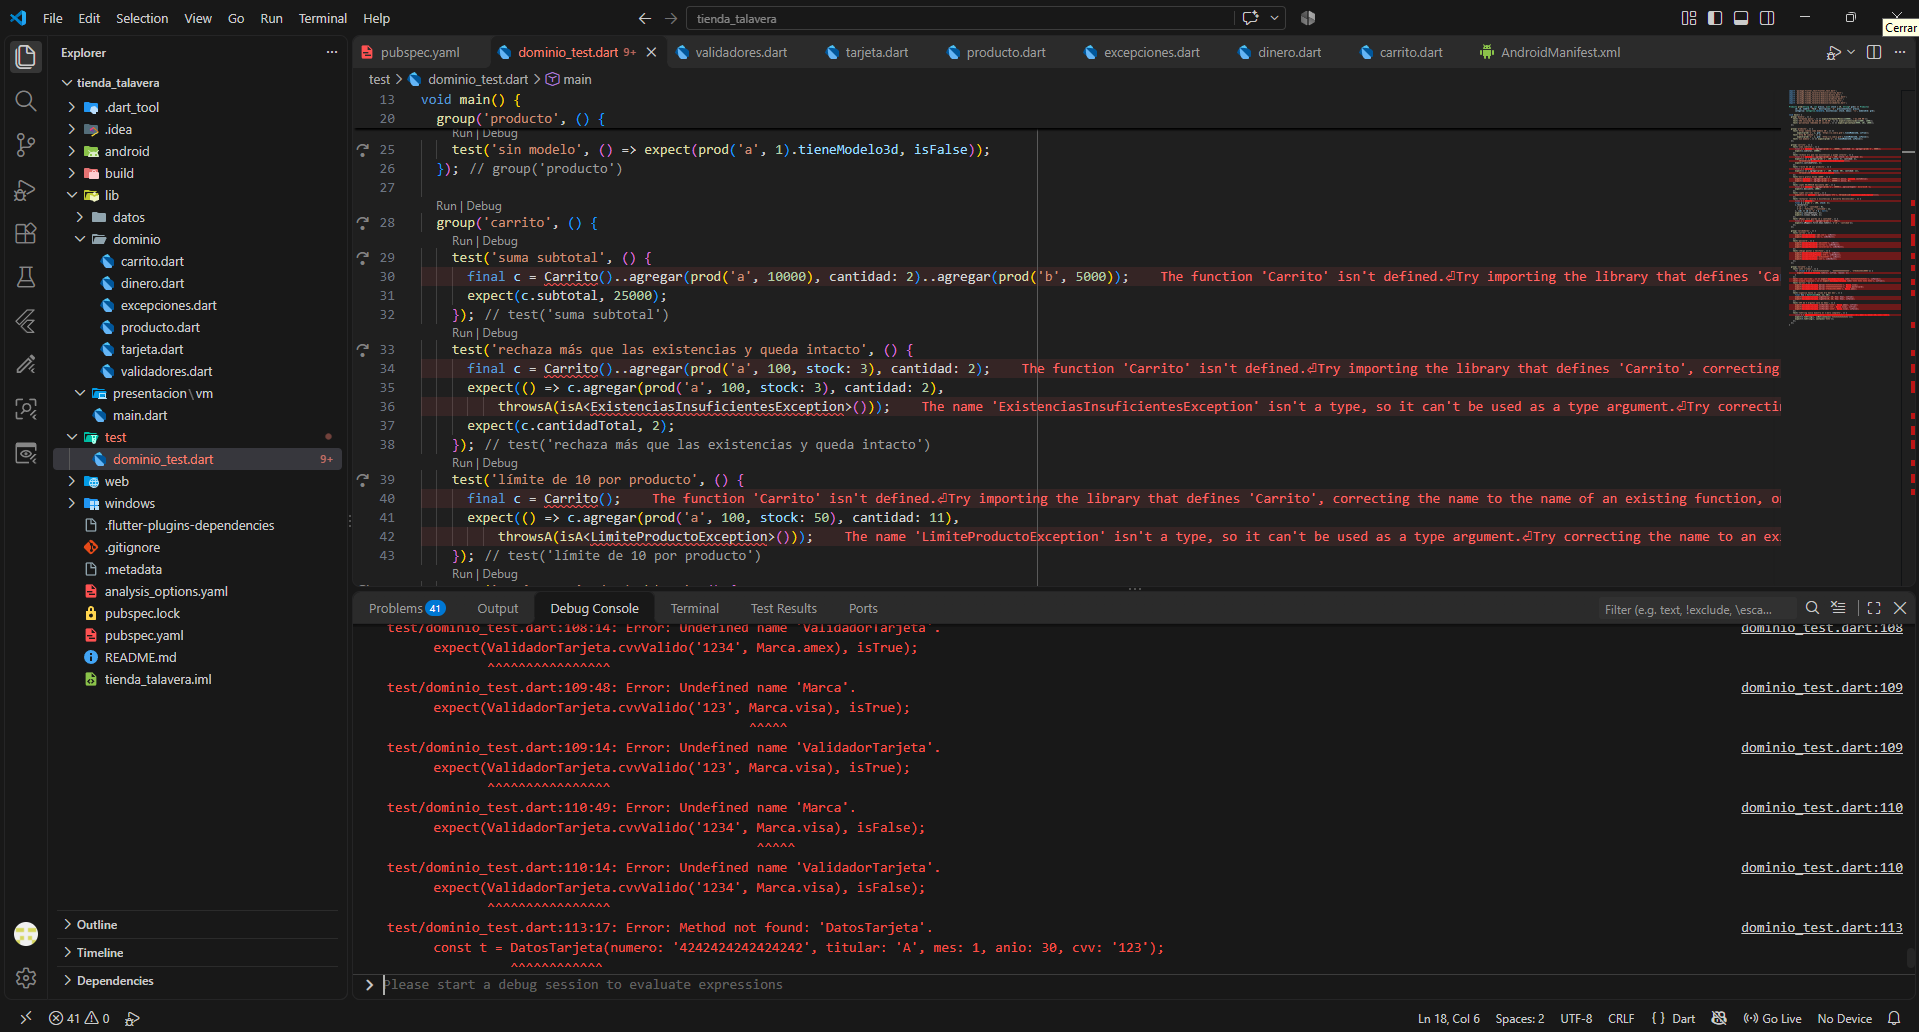 File Edit Selection View Go Run Terminal Help
tienda_talavera
Cerrar
Explorer
pubspec.yaml
dominio_test.dart 9+
validadores.dart
tarjeta.dart
producto.dart
excepciones.dart
dinero.dart
carrito.dart
AndroidManifest.xml
tienda_talavera
.dart_tool
.idea
android
build
lib
datos
dominio
carrito.dart
dinero.dart
excepciones.dart
producto.dart
tarjeta.dart
validadores.dart
presentacion\vm
main.dart
test
dominio_test.dart 9+
web
windows
.flutter-plugins-dependencies
.gitignore
.metadata
analysis_options.yaml
pubspec.lock
pubspec.yaml
README.md
tienda_talavera.iml
Outline
Timeline
Dependencies
test > dominio_test.dart > main
13 void main() {
20 group('producto', () {
Run | Debug
25 test('sin modelo', () => expect(prod('a', 1).tieneModelo3d, isFalse));
26 }); // group('producto')
27
Run | Debug
28 group('carrito', () {
Run | Debug
29 test('suma subtotal', () {
30 final c = Carrito()..agregar(prod('a', 10000), cantidad: 2)..agregar(prod('b', 5000)); The function 'Carrito' isn't defined.⏎Try importing the library that defines 'Ca
31 expect(c.subtotal, 25000);
32 }); // test('suma subtotal')
Run | Debug
33 test('rechaza más que las existencias y queda intacto', () {
34 final c = Carrito()..agregar(prod('a', 100, stock: 3), cantidad: 2); The function 'Carrito' isn't defined.⏎Try importing the library that defines 'Carrito', correcting
35 expect(() => c.agregar(prod('a', 100, stock: 3), cantidad: 2),
36 throwsA(isA<ExistenciasInsuficientesException>())); The name 'ExistenciasInsuficientesException' isn't a type, so it can't be used as a type argument.⏎Try correcti
37 expect(c.cantidadTotal, 2);
38 }); // test('rechaza más que las existencias y queda intacto')
Run | Debug
39 test('límite de 10 por producto', () {
40 final c = Carrito(); The function 'Carrito' isn't defined.⏎Try importing the library that defines 'Carrito', correcting the name to the name of an existing function, o
41 expect(() => c.agregar(prod('a', 100, stock: 50), cantidad: 11),
42 throwsA(isA<LimiteProductoException>())); The name 'LimiteProductoException' isn't a type, so it can't be used as a type argument.⏎Try correcting the name to an ex
43 }); // test('límite de 10 por producto')
Run | Debug
Problems 41 Output Debug Console Terminal Test Results Ports
Filter (e.g. text, !exclude, \esca...
test/dominio_test.dart:108:14: Error: Undefined name 'ValidadorTarjeta'. dominio_test.dart:108
expect(ValidadorTarjeta.cvvValido('1234', Marca.amex), isTrue);
^^^^^^^^^^^^^^^^
test/dominio_test.dart:109:48: Error: Undefined name 'Marca'. dominio_test.dart:109
expect(ValidadorTarjeta.cvvValido('123', Marca.visa), isTrue);
^^^^^
test/dominio_test.dart:109:14: Error: Undefined name 'ValidadorTarjeta'. dominio_test.dart:109
expect(ValidadorTarjeta.cvvValido('123', Marca.visa), isTrue);
^^^^^^^^^^^^^^^^
test/dominio_test.dart:110:49: Error: Undefined name 'Marca'. dominio_test.dart:110
expect(ValidadorTarjeta.cvvValido('1234', Marca.visa), isFalse);
^^^^^
test/dominio_test.dart:110:14: Error: Undefined name 'ValidadorTarjeta'. dominio_test.dart:110
expect(ValidadorTarjeta.cvvValido('1234', Marca.visa), isFalse);
^^^^^^^^^^^^^^^^
test/dominio_test.dart:113:17: Error: Method not found: 'DatosTarjeta'. dominio_test.dart:113
const t = DatosTarjeta(numero: '4242424242424242', titular: 'A', mes: 1, anio: 30, cvv: '123');
^^^^^^^^^^^^
Please start a debug session to evaluate expressions
41 0
Ln 18, Col 6 Spaces: 2 UTF-8 CRLF { } Dart Go Live No Device